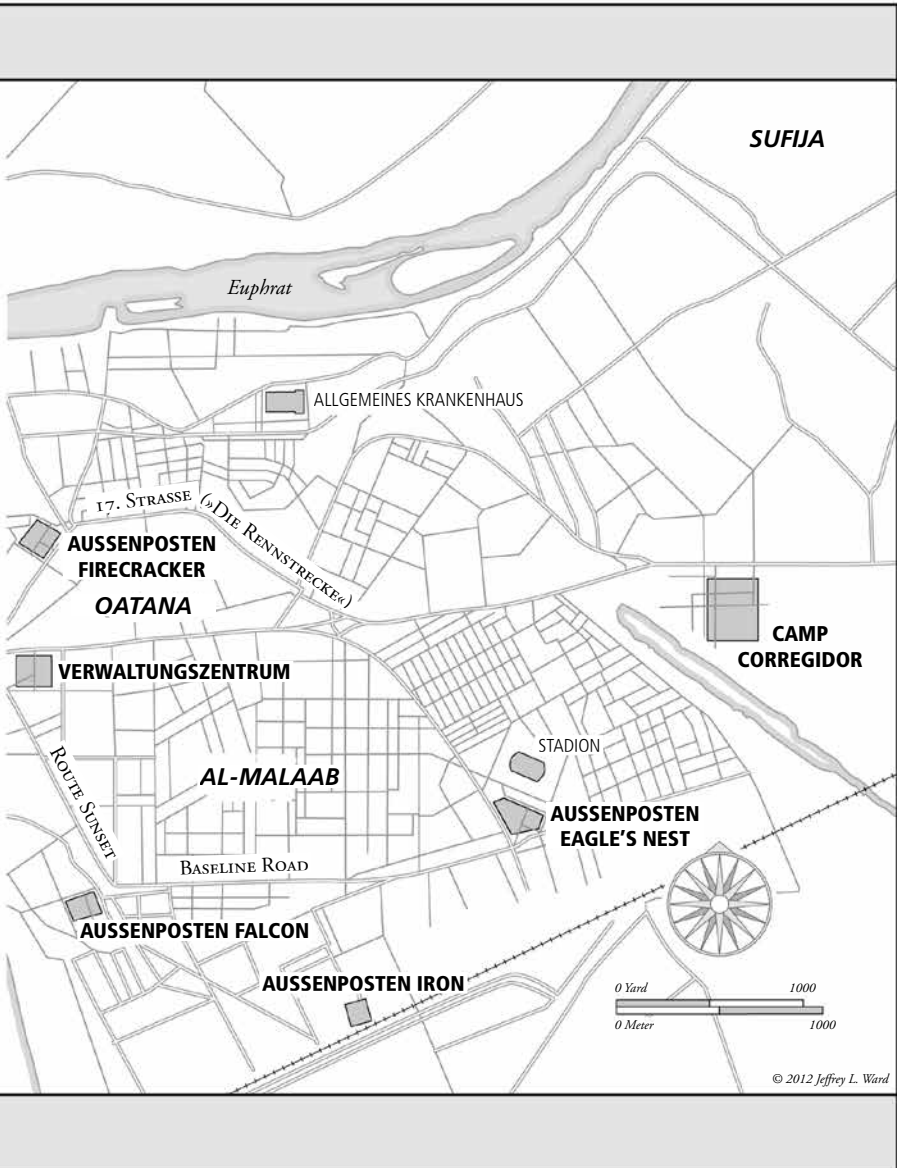 SUFIJA
Euphrat
ALLGEMEINES KRANKENHAUS
17. STRASSE (»DIE RENNSTRECKE«)
AUSSENPOSTEN
FIRECRACKER
OATANA
CAMP
CORREGIDOR
VERWALTUNGSZENTRUM
STADION
AL-MALAAB
ROUTE SUNSET
AUSSENPOSTEN
EAGLE'S NEST
BASELINE ROAD
AUSSENPOSTEN FALCON
AUSSENPOSTEN IRON
0 Yard 1000
0 Meter 1000
© 2012 Jeffrey L. Ward